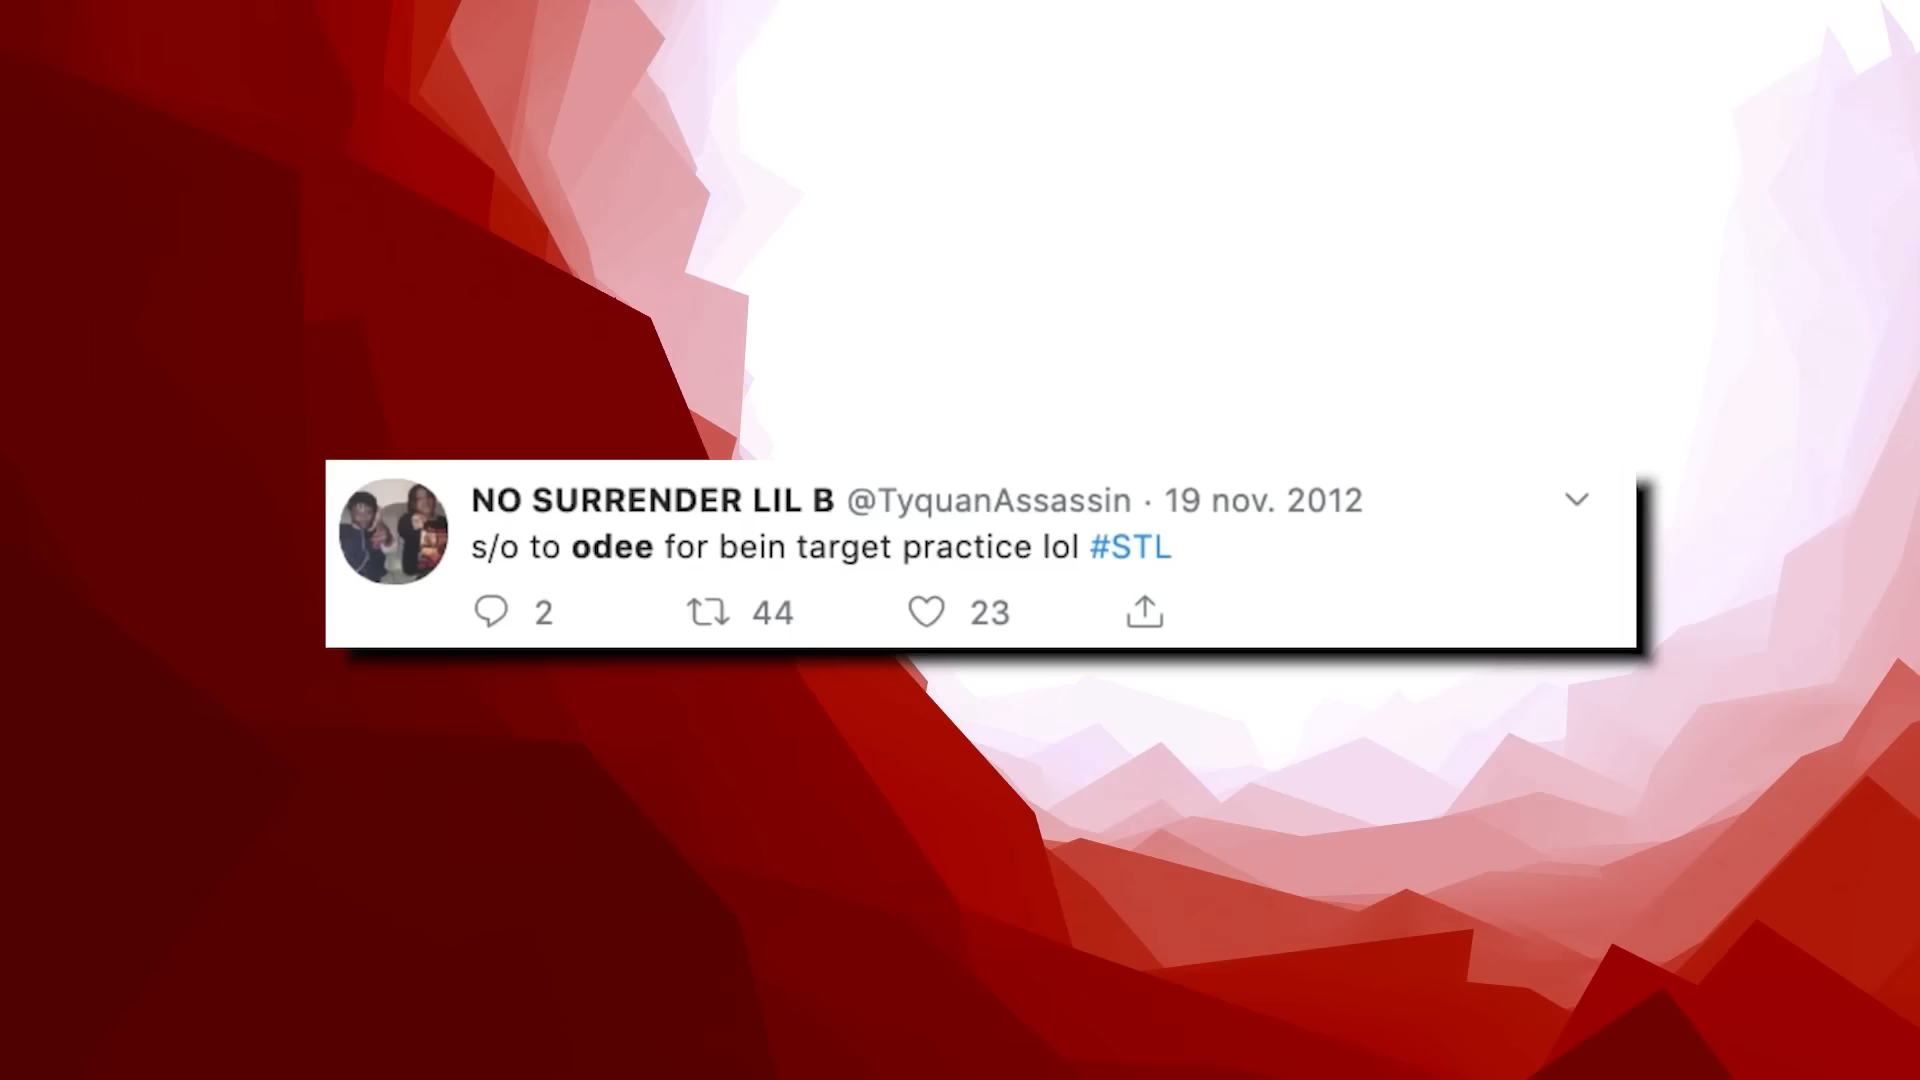 NO SURRENDER LIL B @TyquanAssassin · 19 nov. 2012
s/o to odee for bein target practice lol #STL
2 44 23